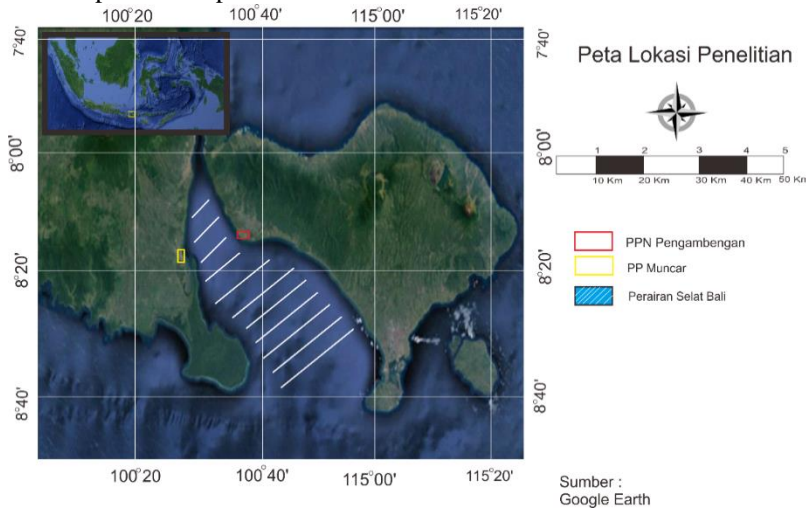 100°20' 100°40' 115°00' 115°20'
7°40'
8°00'
8°20'
8°40'
7°40'
8°00'
8°20'
8°40'
100°20' 100°40' 115°00' 115°20'
Peta Lokasi Penelitian
1 2 3 4 5
10 Km 20 Km 30 Km 40 Km 50 Km
PPN Pengambengan
PP Muncar
Perairan Selat Bali
Sumber :
Google Earth